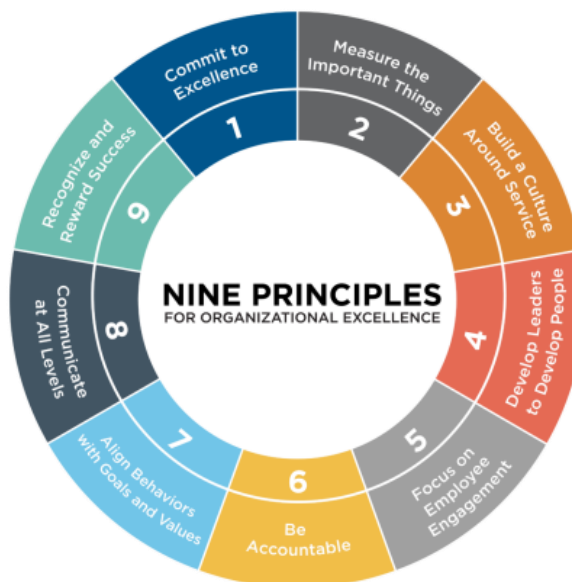 NINE PRINCIPLES
FOR ORGANIZATIONAL EXCELLENCE
Commit to
Excellence
1
Measure the
Important Things
2
Build a Culture
Around Service
3
Develop Leaders
to Develop People
4
Focus on
Employee
Engagement
5
Be
Accountable
6
Align Behaviors
with Goals and Values
7
Communicate
at All Levels
8
Recognize and
Reward Success
9